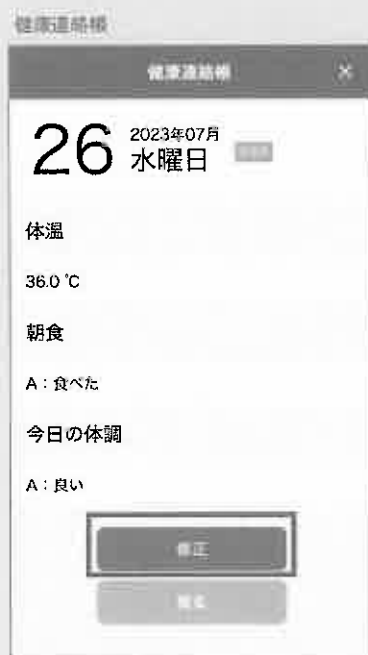 健康連絡帳
健康連絡帳 ×
26 2023年07月
水曜日
体温
36.0 ℃
朝食
A：食べた
今日の体調
A：良い
修正